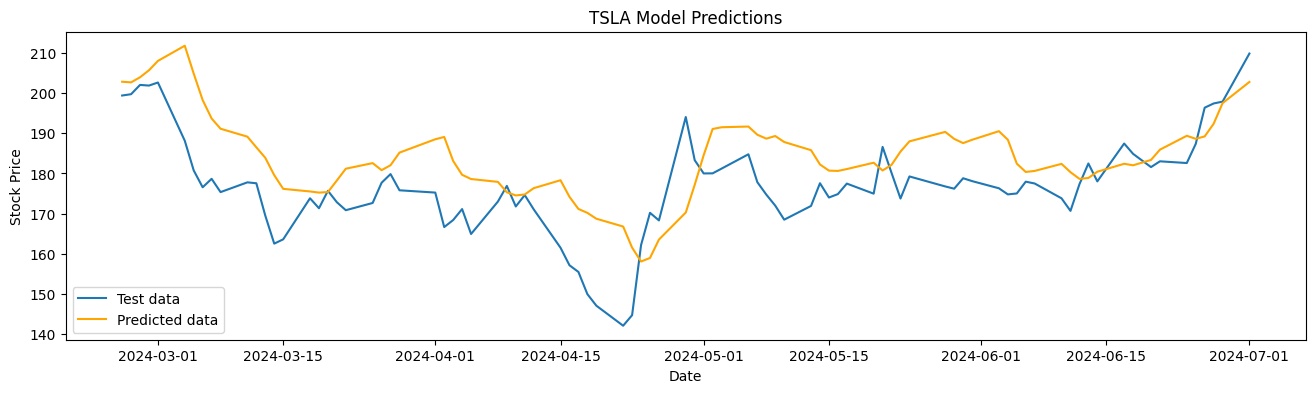 TSLA Model Predictions
Stock Price
210
200
190
180
170
160
150
140
Test data
Predicted data
2024-03-01 2024-03-15 2024-04-01 2024-04-15 2024-05-01 2024-05-15 2024-06-01 2024-06-15 2024-07-01
Date